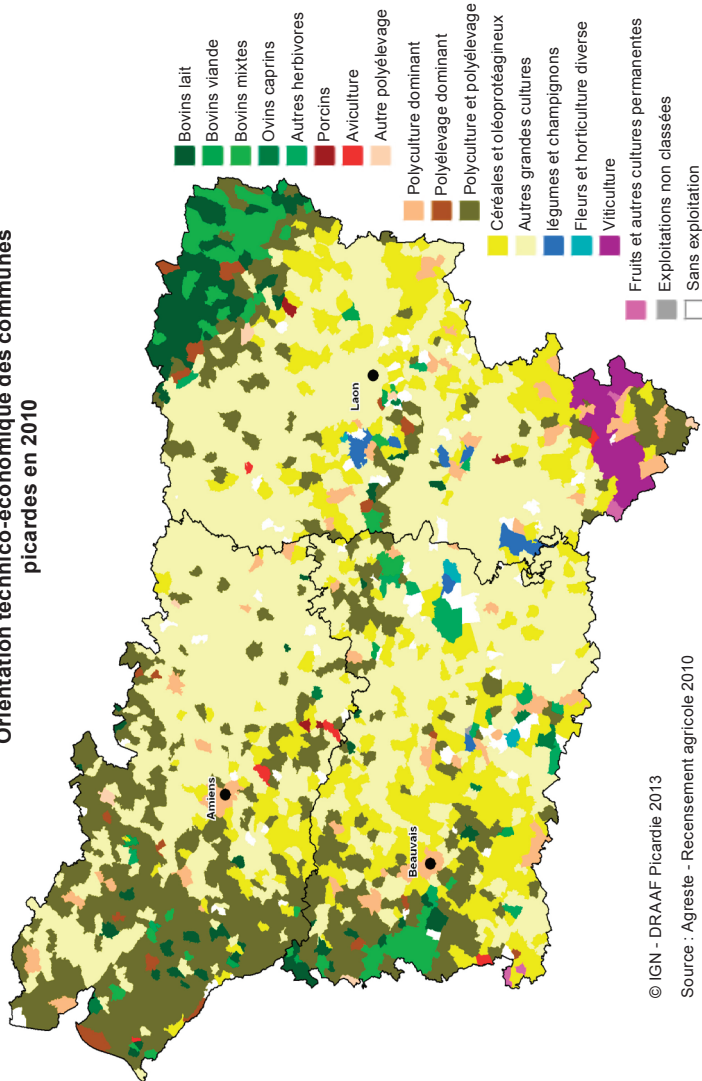 Orientation technico-économique des communes
picardes en 2010
Bovins lait
Bovins viande
Bovins mixtes
Ovins caprins
Autres herbivores
Porcins
Aviculture
Autre polyélevage
Polyculture dominant
Polyélevage dominant
Polyculture et polyélevage
Céréales et oléoprotéagineux
Autres grandes cultures
légumes et champignons
Fleurs et horticulture diverse
Viticulture
Fruits et autres cultures permanentes
Exploitations non classées
Sans exploitation
Amiens
Laon
Beauvais
© IGN - DRAAF Picardie 2013
Source : Agreste - Recensement agricole 2010